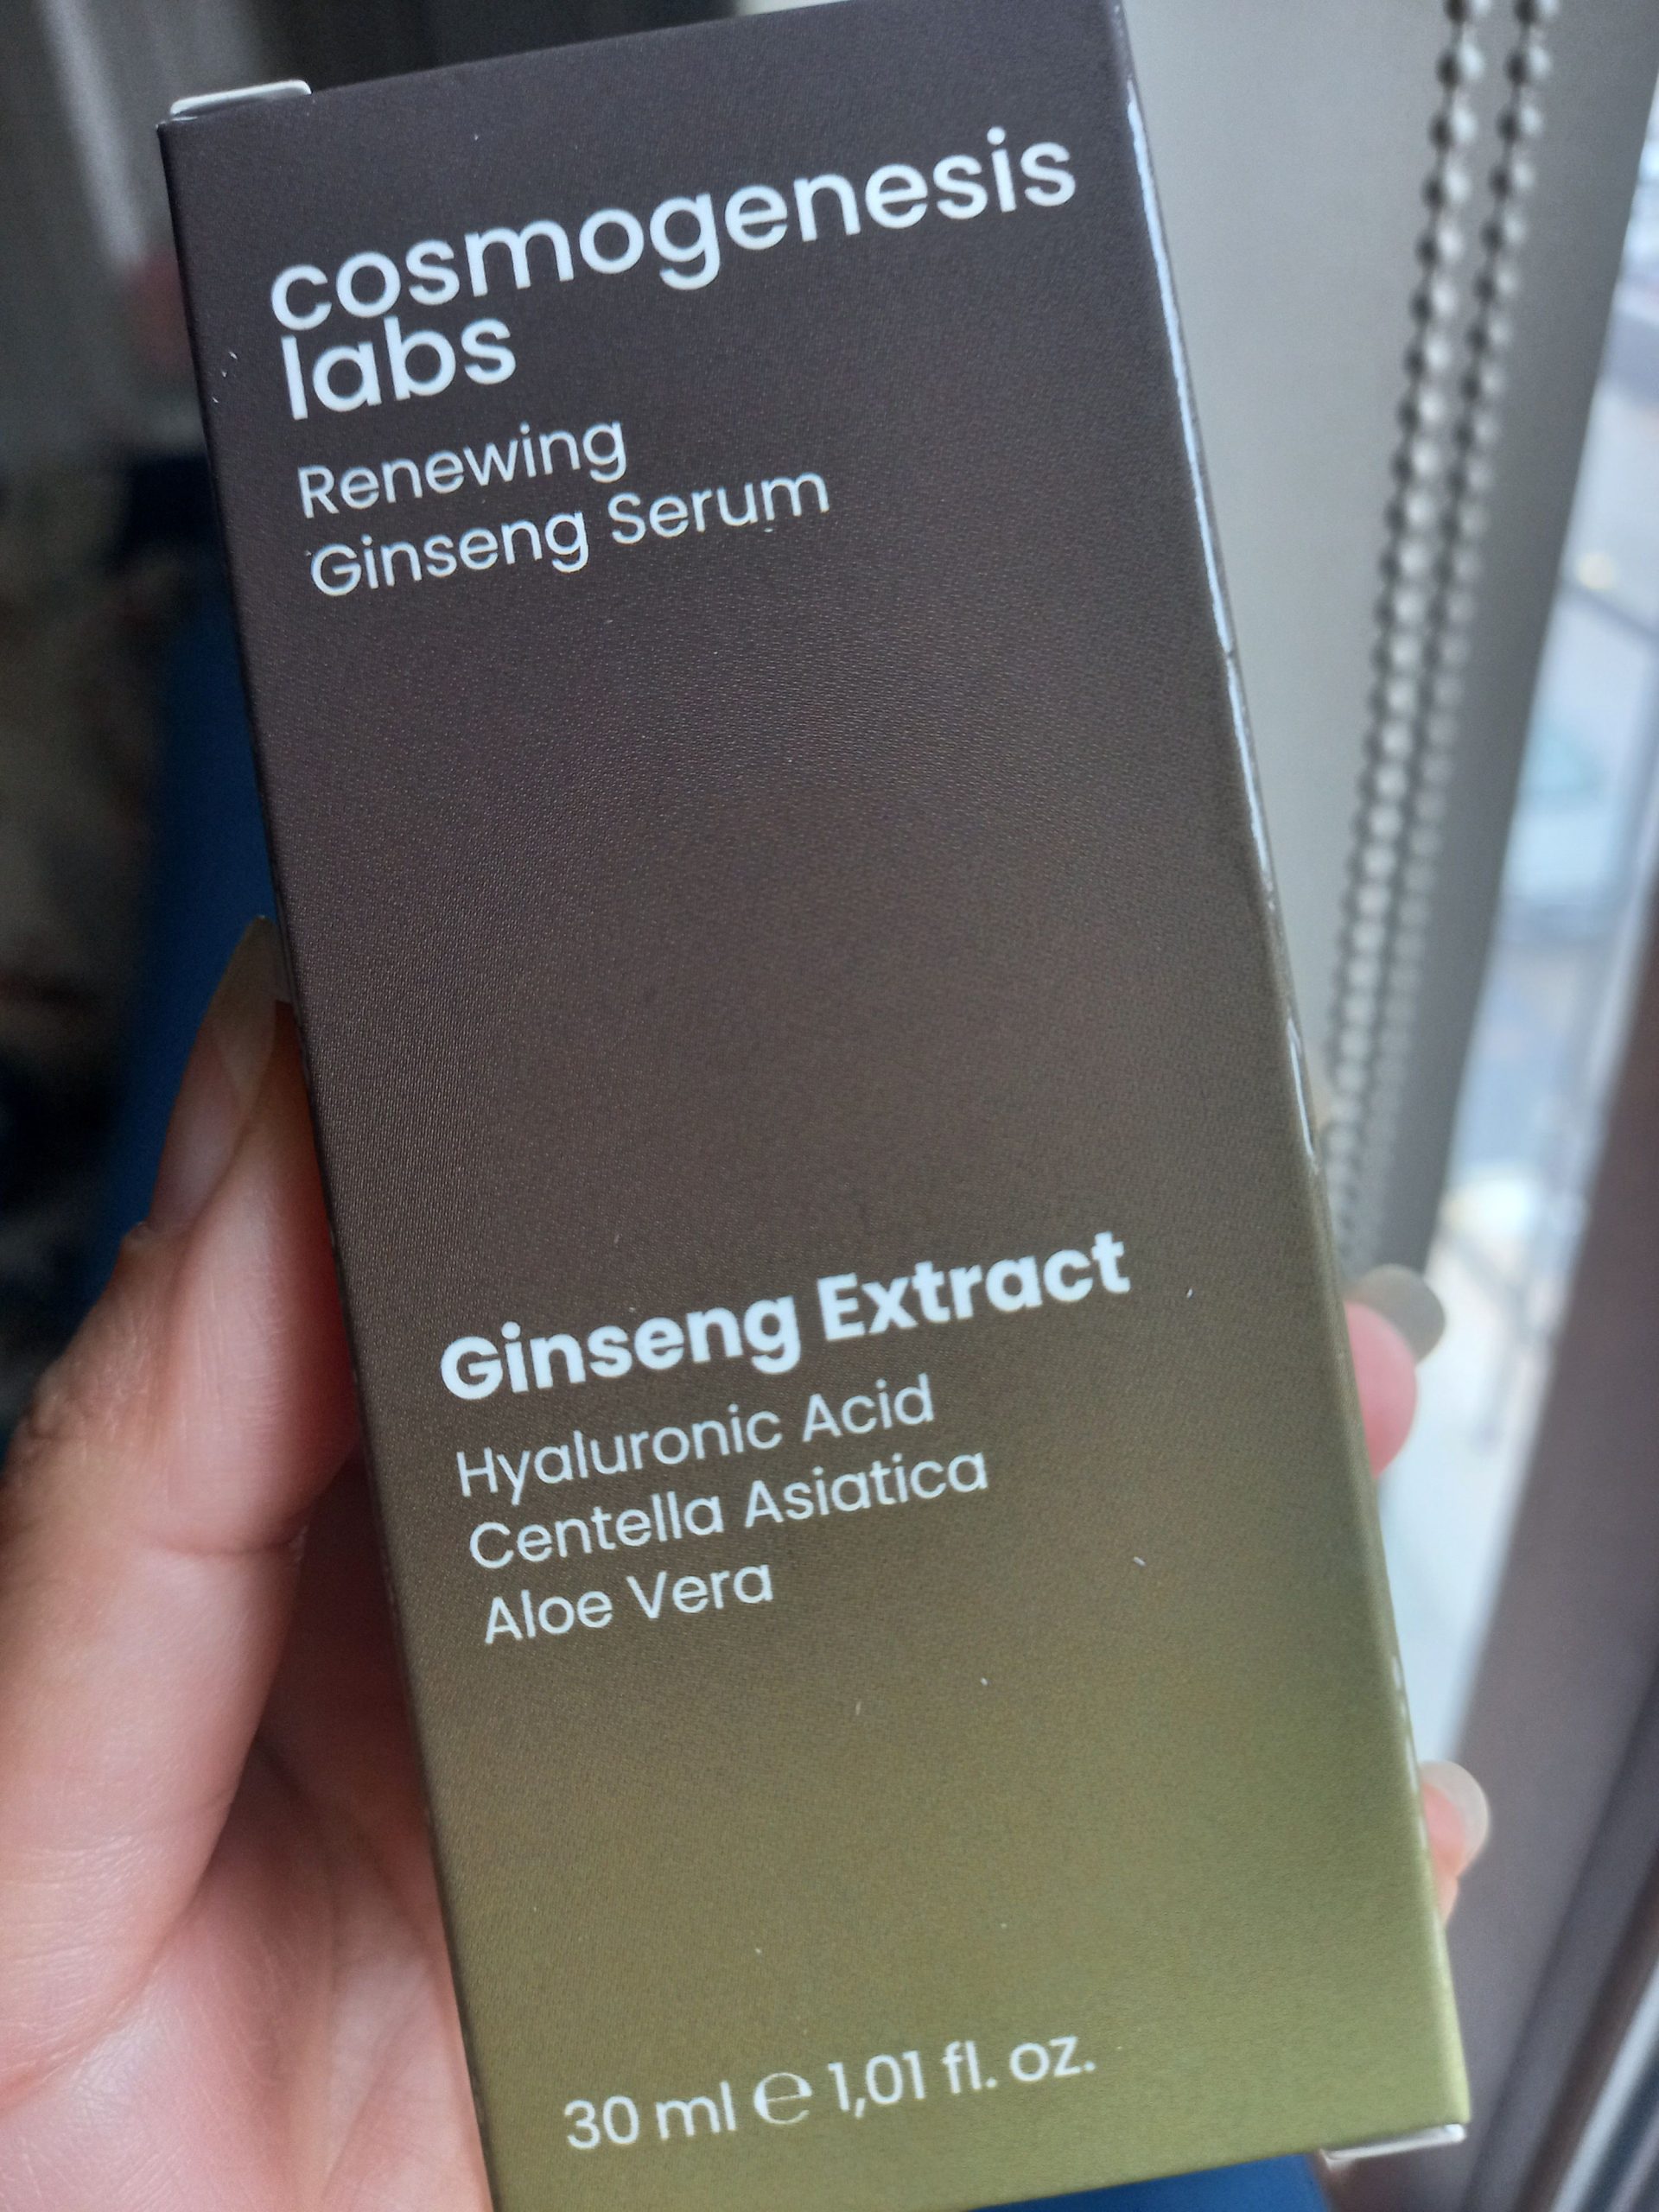 cosmogenesis
labs
Renewing
Ginseng Serum
Ginseng Extract
Hyaluronic Acid
Centella Asiatica
Aloe Vera
30 ml ℮ 1,01 fl. oz.